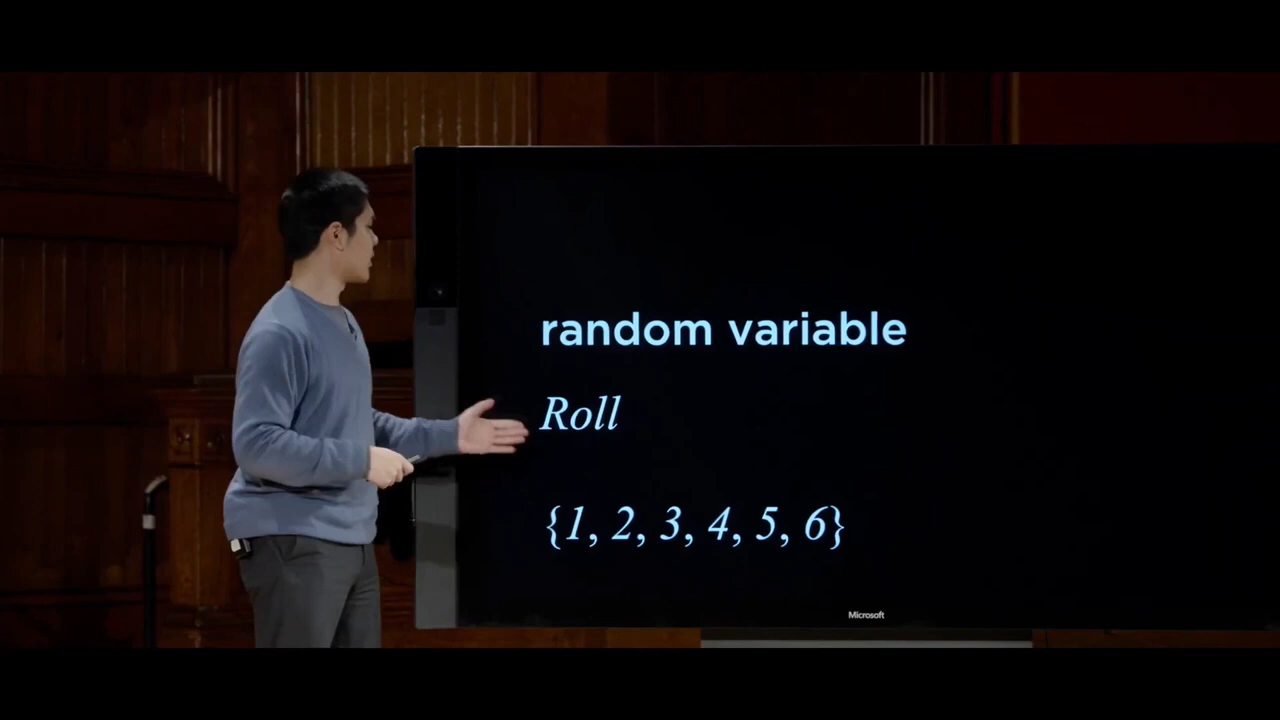 random variable
Roll
{1, 2, 3, 4, 5, 6}
Microsoft